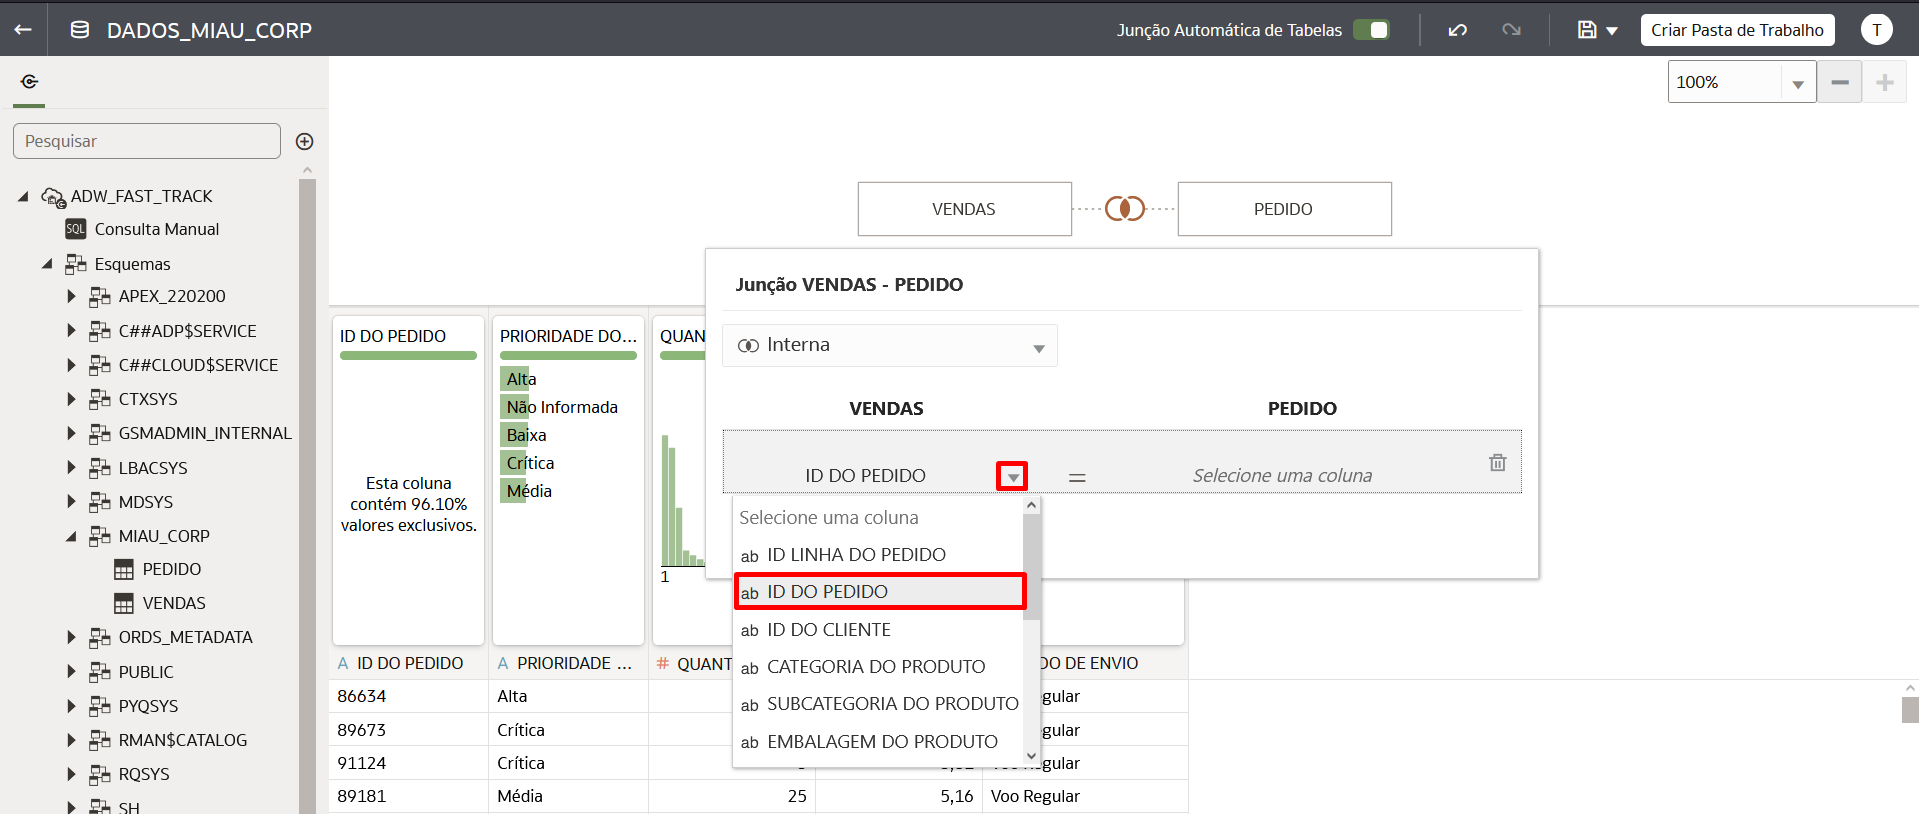 DADOS_MIAU_CORP
Junção Automática de Tabelas
Criar Pasta de Trabalho
T
100%
Pesquisar
ADW_FAST_TRACK
SQL Consulta Manual
Esquemas
APEX_220200
C##ADP$SERVICE
C##CLOUD$SERVICE
CTXSYS
GSMADMIN_INTERNAL
LBACSYS
MDSYS
MIAU_CORP
PEDIDO
VENDAS
ORDS_METADATA
PUBLIC
PYQSYS
RMAN$CATALOG
RQSYS
SH
VENDAS
PEDIDO
Junção VENDAS - PEDIDO
Interna
VENDAS
PEDIDO
ID DO PEDIDO
=
Selecione uma coluna
Selecione uma coluna
ab ID LINHA DO PEDIDO
ab ID DO PEDIDO
ab ID DO CLIENTE
ab CATEGORIA DO PRODUTO
ab SUBCATEGORIA DO PRODUTO
ab EMBALAGEM DO PRODUTO
ID DO PEDIDO
Esta coluna
contém 96.10%
valores exclusivos.
PRIORIDADE DO...
Alta
Não Informada
Baixa
Crítica
Média
QUAN
1
A ID DO PEDIDO
A PRIORIDADE ...
# QUANT
DO DE ENVIO
86634
Alta
gular
89673
Crítica
gular
91124
Crítica
gular
89181
Média
25
5,16
Voo Regular